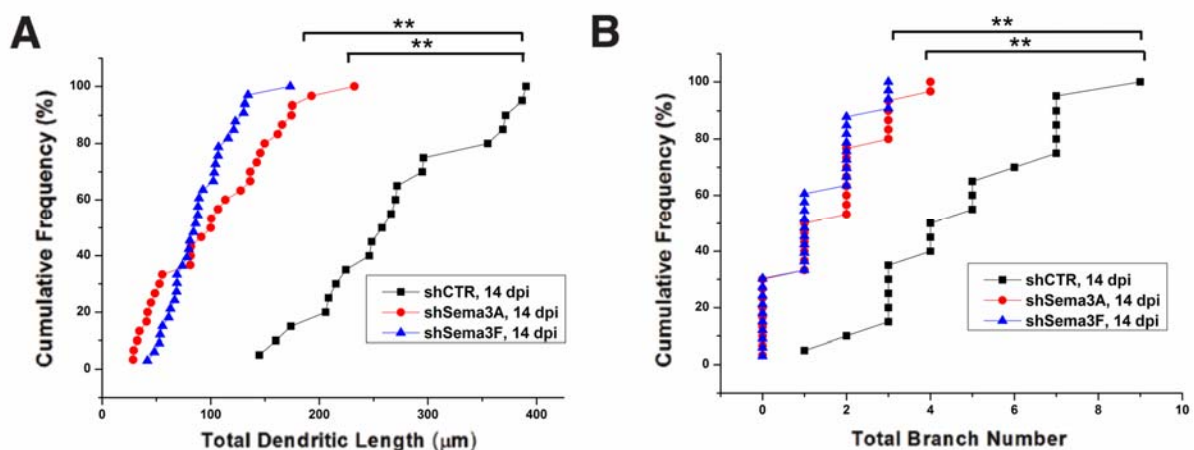 A
**
**
Cumulative Frequency (%)
100
80
60
40
20
0
shCTR, 14 dpi
shSema3A, 14 dpi
shSema3F, 14 dpi
0 100 200 300 400
Total Dendritic Length (μm)
B
**
**
Cumulative Frequency (%)
100
80
60
40
20
0
shCTR, 14 dpi
shSema3A, 14 dpi
shSema3F, 14 dpi
0 2 4 6 8 10
Total Branch Number